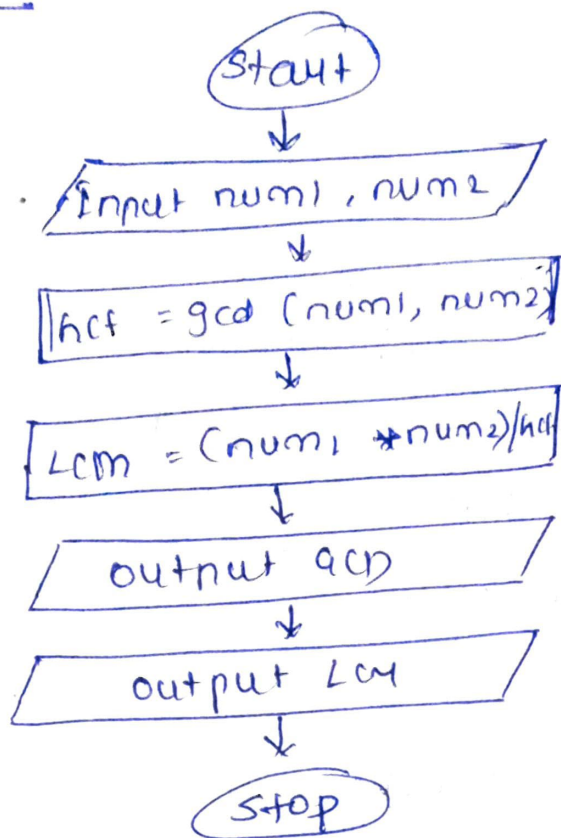 Start
Input num1, num2
hcf = gcd (num1, num2)
LCM = (num1 *num2)/hcf
output GCD
output LCM
Stop